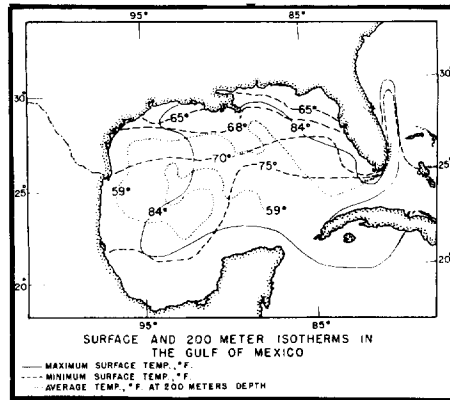 95° 85°
30° 30°
65° 65°
68° 84°
70°
75°
59° 59°
25° 25°
84°
20° 20°
95° 85°
SURFACE AND 200 METER ISOTHERMS IN
THE GULF OF MEXICO
MAXIMUM SURFACE TEMP., °F.
MINIMUM SURFACE TEMP., °F.
AVERAGE TEMP., °F. AT 200 METERS DEPTH